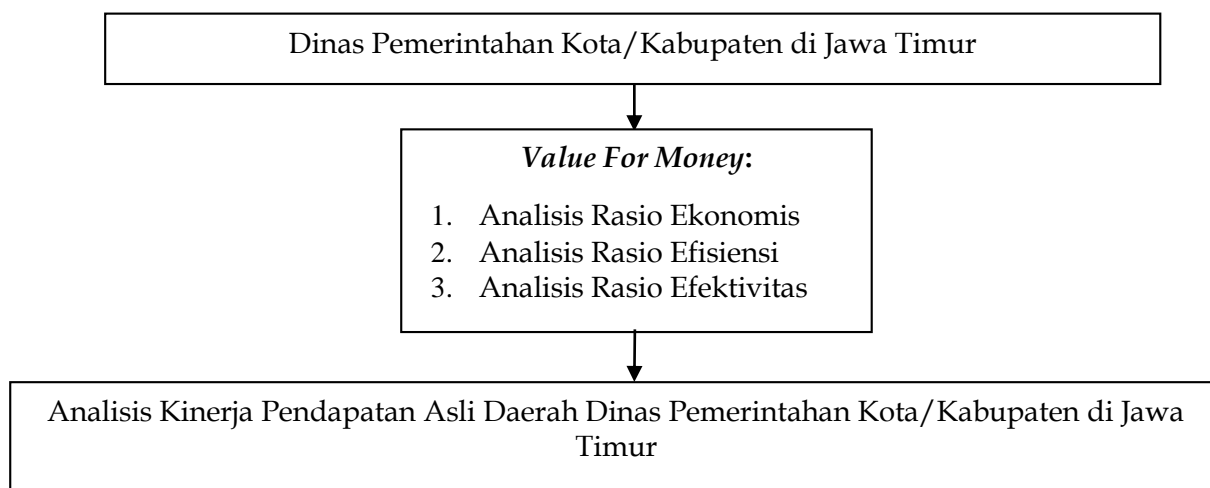 Dinas Pemerintahan Kota/Kabupaten di Jawa Timur
Value For Money:
1. Analisis Rasio Ekonomis
2. Analisis Rasio Efisiensi
3. Analisis Rasio Efektivitas
Analisis Kinerja Pendapatan Asli Daerah Dinas Pemerintahan Kota/Kabupaten di Jawa
Timur